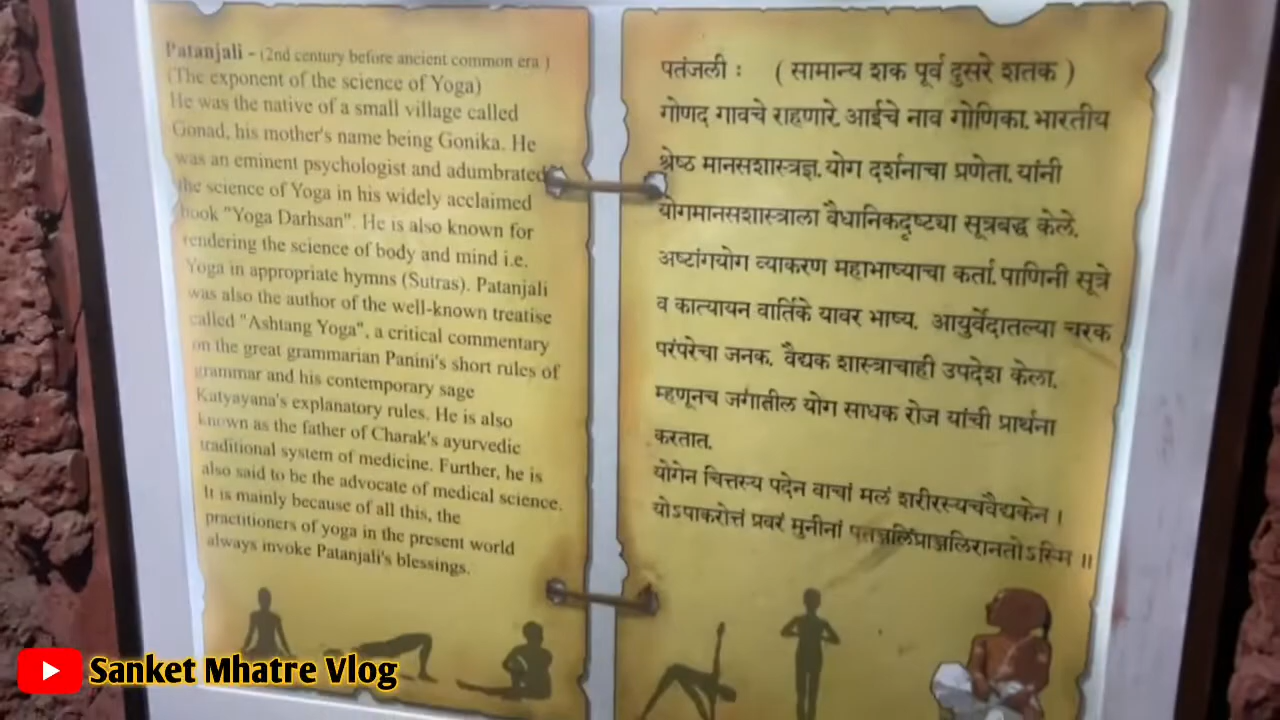 Patanjali - (2nd century before ancient common era )
(The exponent of the science of Yoga)
He was the native of a small village called
Gonad, his mother's name being Gonika. He
was an eminent psychologist and adumbrated
the science of Yoga in his widely acclaimed
book "Yoga Darhsan". He is also known for
rendering the science of body and mind i.e.
Yoga in appropriate hymns (Sutras). Patanjali
was also the author of the well-known treatise
called "Ashtang Yoga", a critical commentary
on the great grammarian Panini's short rules of
grammar and his contemporary sage
Katyayana's explanatory rules. He is also
known as the father of Charak's ayurvedic
traditional system of medicine. Further, he is
also said to be the advocate of medical science.
It is mainly because of all this, the
practitioners of yoga in the present world
always invoke Patanjali's blessings.
पतंजली : ( सामान्य शक पूर्व दुसरे शतक )
गोणद गावचे राहणारे. आईचे नाव गोणिका. भारतीय
श्रेष्ठ मानसशास्त्रज्ञ. योग दर्शनाचा प्रणेता. यांनी
योगमानसशास्त्राला वैधानिकदृष्ट्या सूत्रबद्ध केले.
अष्टांगयोग व्याकरण महाभाष्याचा कर्ता. पाणिनी सूत्रे
व कात्यायन वार्तिके यावर भाष्य. आयुर्वेदातल्या चरक
परंपरेचा जनक. वैद्यक शास्त्राचाही उपदेश केला.
म्हणूनच जगातील योग साधक रोज यांची प्रार्थना
करतात.
योगेन चित्तस्य पदेन वाचां मलं शरीरस्यचवैद्यकेन ।
योऽपाकरोत्तं प्रवरं मुनीनां पतञ्जलिंप्राञ्जलिरानतोऽस्मि ॥
Sanket Mhatre Vlog